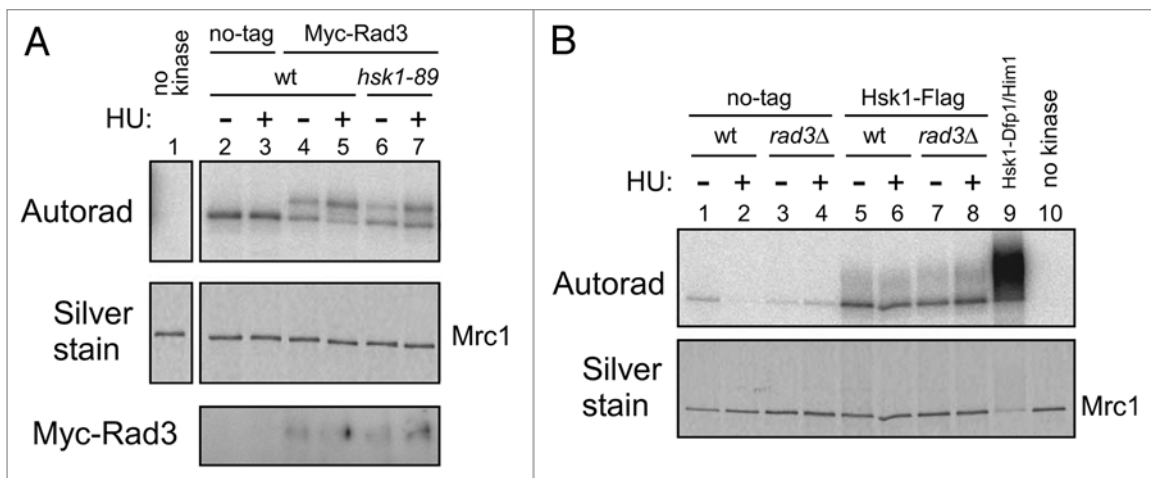 A
no kinase
no-tag Myc-Rad3
wt hsk1-89
HU: - + - + - +
1 2 3 4 5 6 7
Autorad
Silver stain
Mrc1
Myc-Rad3
B
no-tag Hsk1-Flag
Hsk1-Dfp1/Him1
no kinase
wt rad3Δ wt rad3Δ
HU: - + - + - + - +
1 2 3 4 5 6 7 8 9 10
Autorad
Silver stain
Mrc1